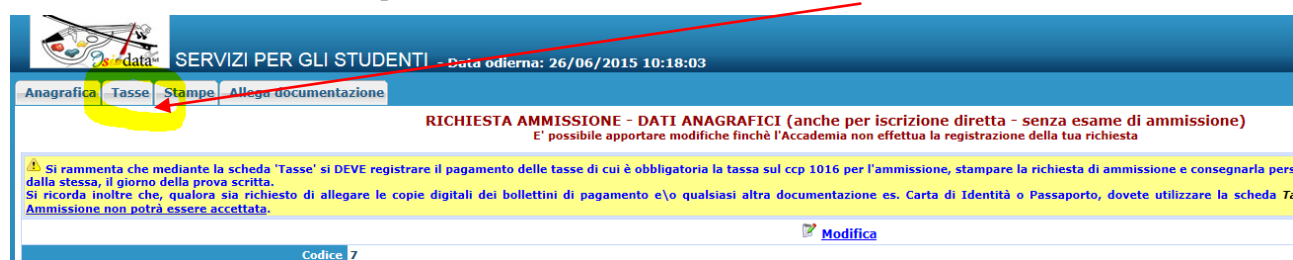 Isidata SERVIZI PER GLI STUDENTI - Data odierna: 26/06/2015 10:18:03
Anagrafica Tasse Stampe Allega documentazione
RICHIESTA AMMISSIONE - DATI ANAGRAFICI (anche per iscrizione diretta - senza esame di ammissione)
E' possibile apportare modifiche finchè l'Accademia non effettua la registrazione della tua richiesta
Si rammenta che mediante la scheda 'Tasse' si DEVE registrare il pagamento delle tasse di cui è obbligatoria la tassa sul ccp 1016 per l'ammissione, stampare la richiesta di ammissione e consegnarla pers
dalla stessa, il giorno della prova scritta.
Si ricorda inoltre che, qualora sia richiesto di allegare le copie digitali dei bollettini di pagamento e\o qualsiasi altra documentazione es. Carta di Identità o Passaporto, dovete utilizzare la scheda Ta
Ammissione non potrà essere accettata.
Modifica
Codice 7